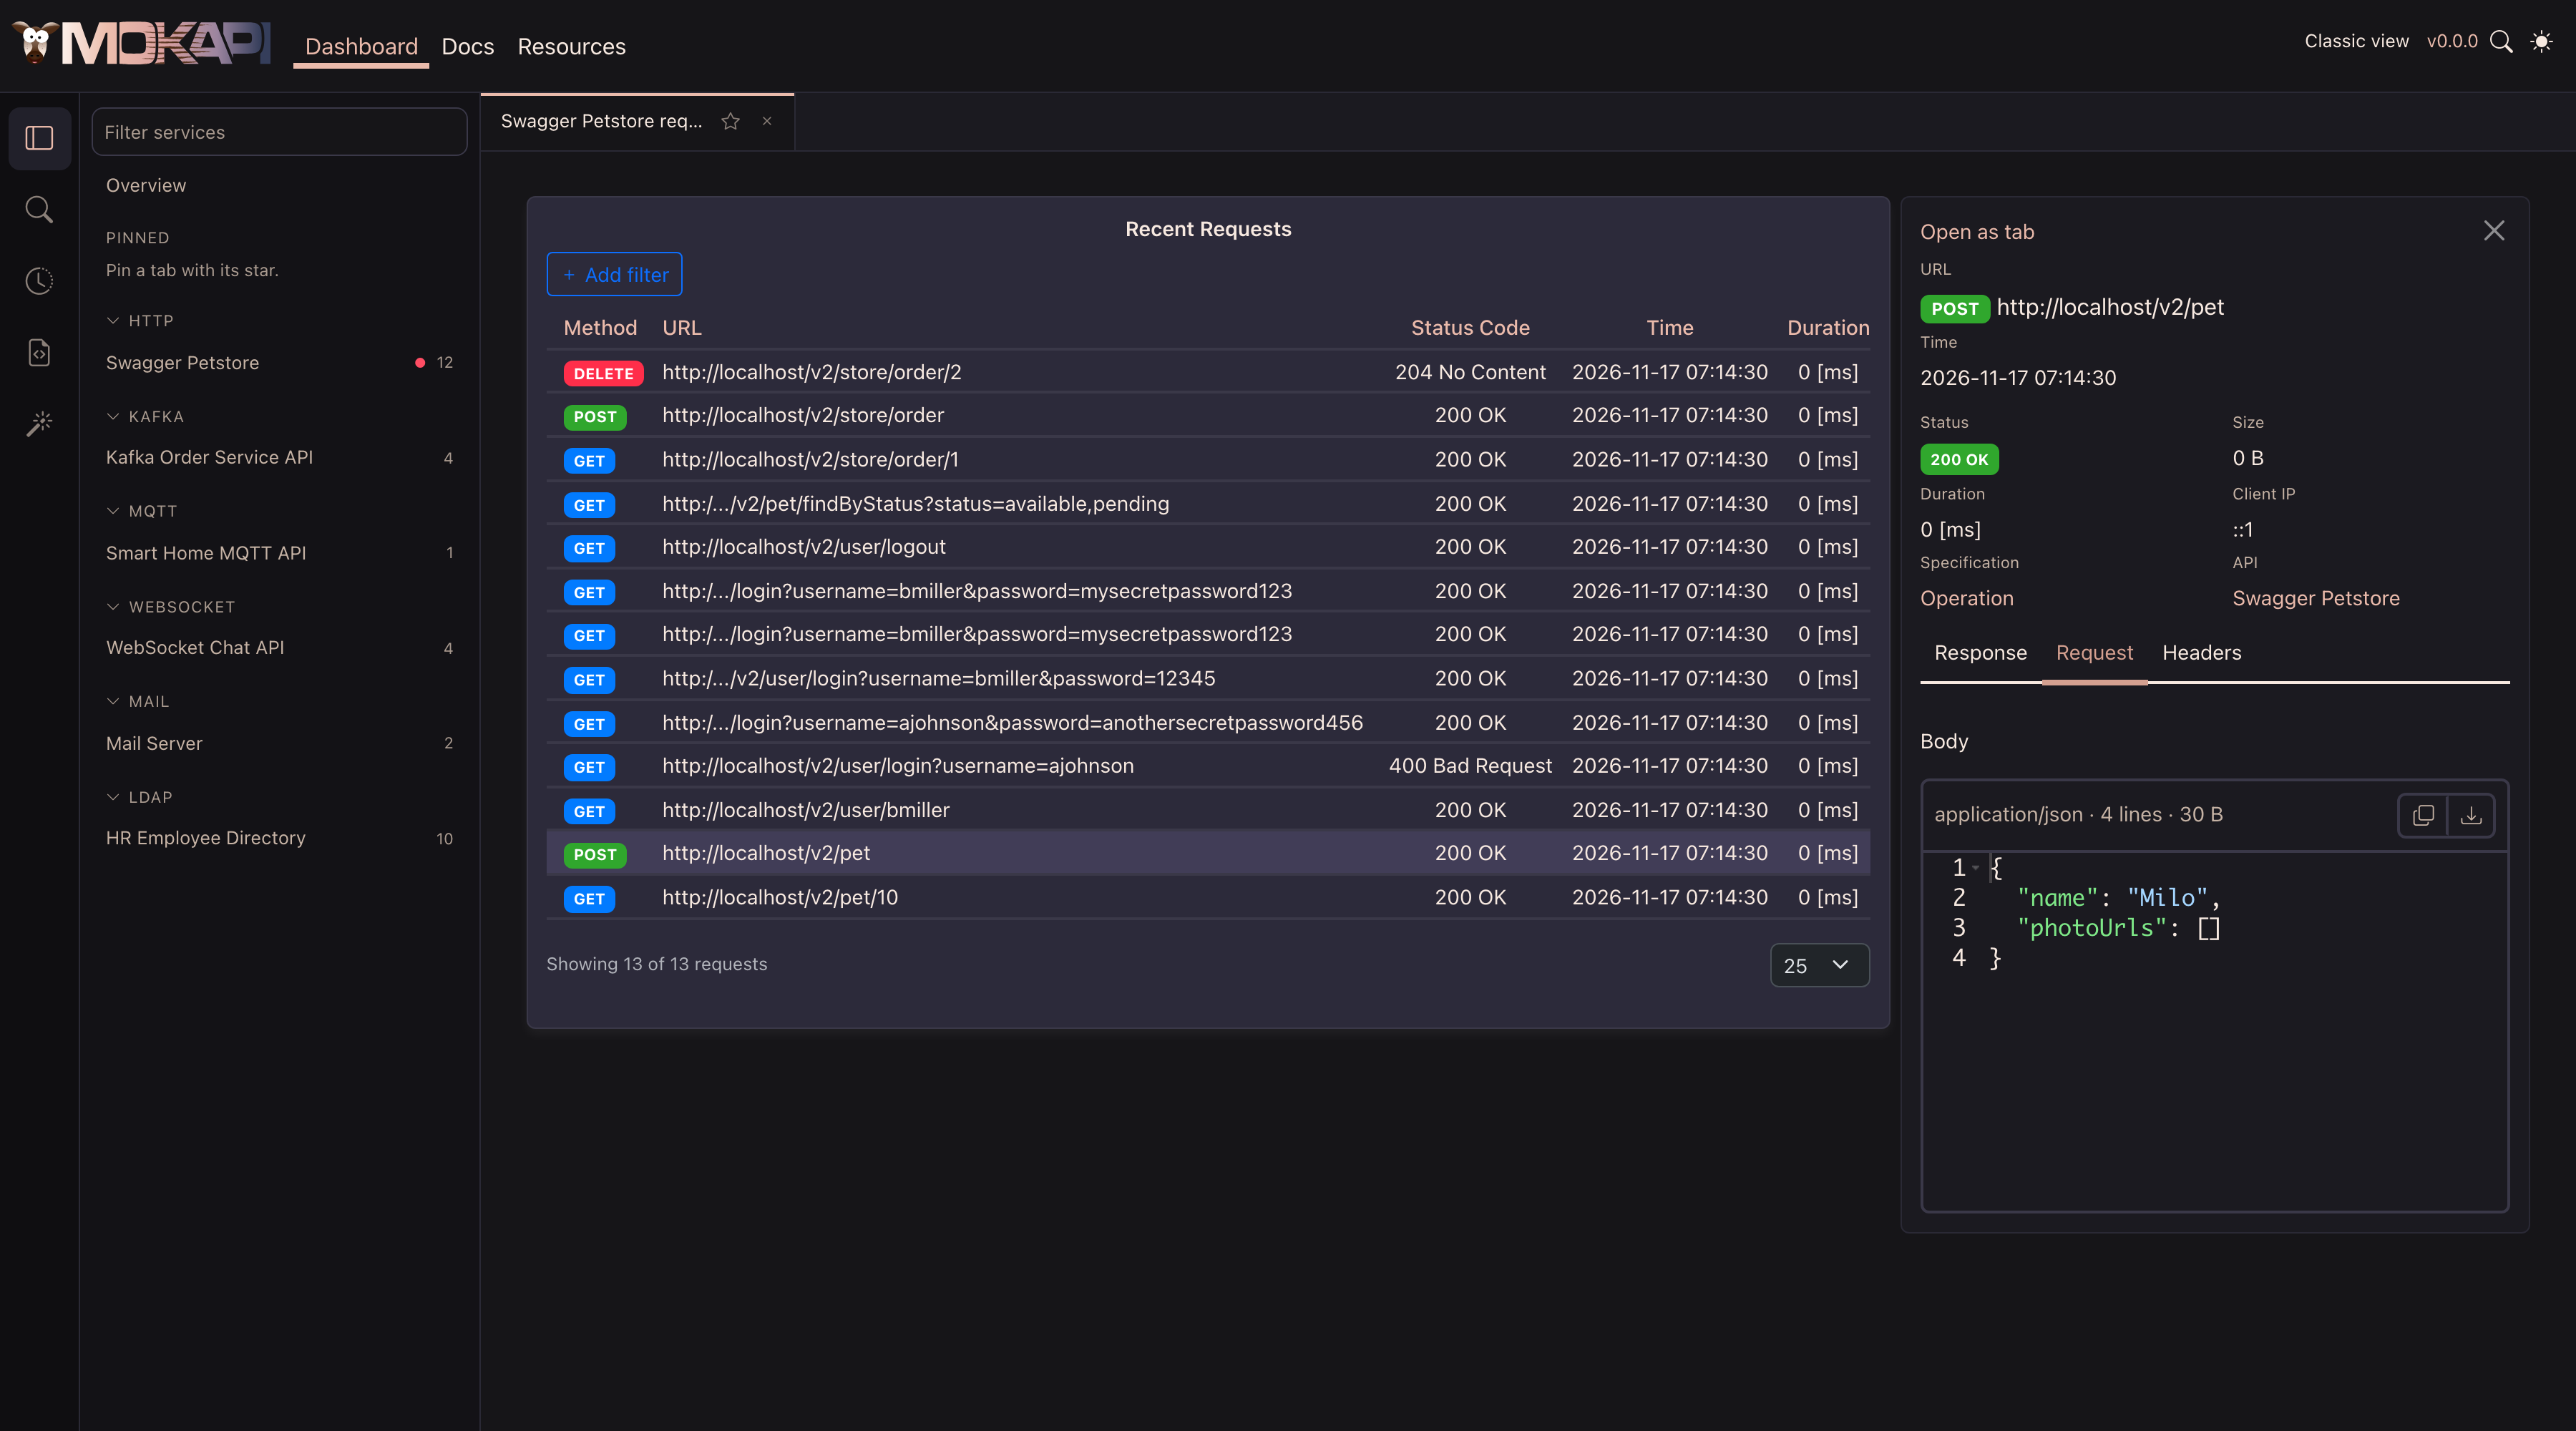 MOKAPI
Dashboard Docs Resources
Classic view v0.0.0
Filter services
Overview
PINNED
Pin a tab with its star.
HTTP
Swagger Petstore 12
KAFKA
Kafka Order Service API 4
MQTT
Smart Home MQTT API 1
WEBSOCKET
WebSocket Chat API 4
MAIL
Mail Server 2
LDAP
HR Employee Directory 10
Swagger Petstore req... ×
Recent Requests
+ Add filter
Method URL Status Code Time Duration
DELETE http://localhost/v2/store/order/2 204 No Content 2026-11-17 07:14:30 0 [ms]
POST http://localhost/v2/store/order 200 OK 2026-11-17 07:14:30 0 [ms]
GET http://localhost/v2/store/order/1 200 OK 2026-11-17 07:14:30 0 [ms]
GET http:/.../v2/pet/findByStatus?status=available,pending 200 OK 2026-11-17 07:14:30 0 [ms]
GET http://localhost/v2/user/logout 200 OK 2026-11-17 07:14:30 0 [ms]
GET http:/.../login?username=bmiller&password=mysecretpassword123 200 OK 2026-11-17 07:14:30 0 [ms]
GET http:/.../login?username=bmiller&password=mysecretpassword123 200 OK 2026-11-17 07:14:30 0 [ms]
GET http:/.../v2/user/login?username=bmiller&password=12345 200 OK 2026-11-17 07:14:30 0 [ms]
GET http:/.../login?username=ajohnson&password=anothersecretpassword456 200 OK 2026-11-17 07:14:30 0 [ms]
GET http://localhost/v2/user/login?username=ajohnson 400 Bad Request 2026-11-17 07:14:30 0 [ms]
GET http://localhost/v2/user/bmiller 200 OK 2026-11-17 07:14:30 0 [ms]
POST http://localhost/v2/pet 200 OK 2026-11-17 07:14:30 0 [ms]
GET http://localhost/v2/pet/10 200 OK 2026-11-17 07:14:30 0 [ms]
Showing 13 of 13 requests 25
Open as tab
URL
POST http://localhost/v2/pet
Time
2026-11-17 07:14:30
Status Size
200 OK 0 B
Duration Client IP
0 [ms] ::1
Specification API
Operation Swagger Petstore
Response Request Headers
Body
application/json · 4 lines · 30 B
1 {
2 "name": "Milo",
3 "photoUrls": []
4 }